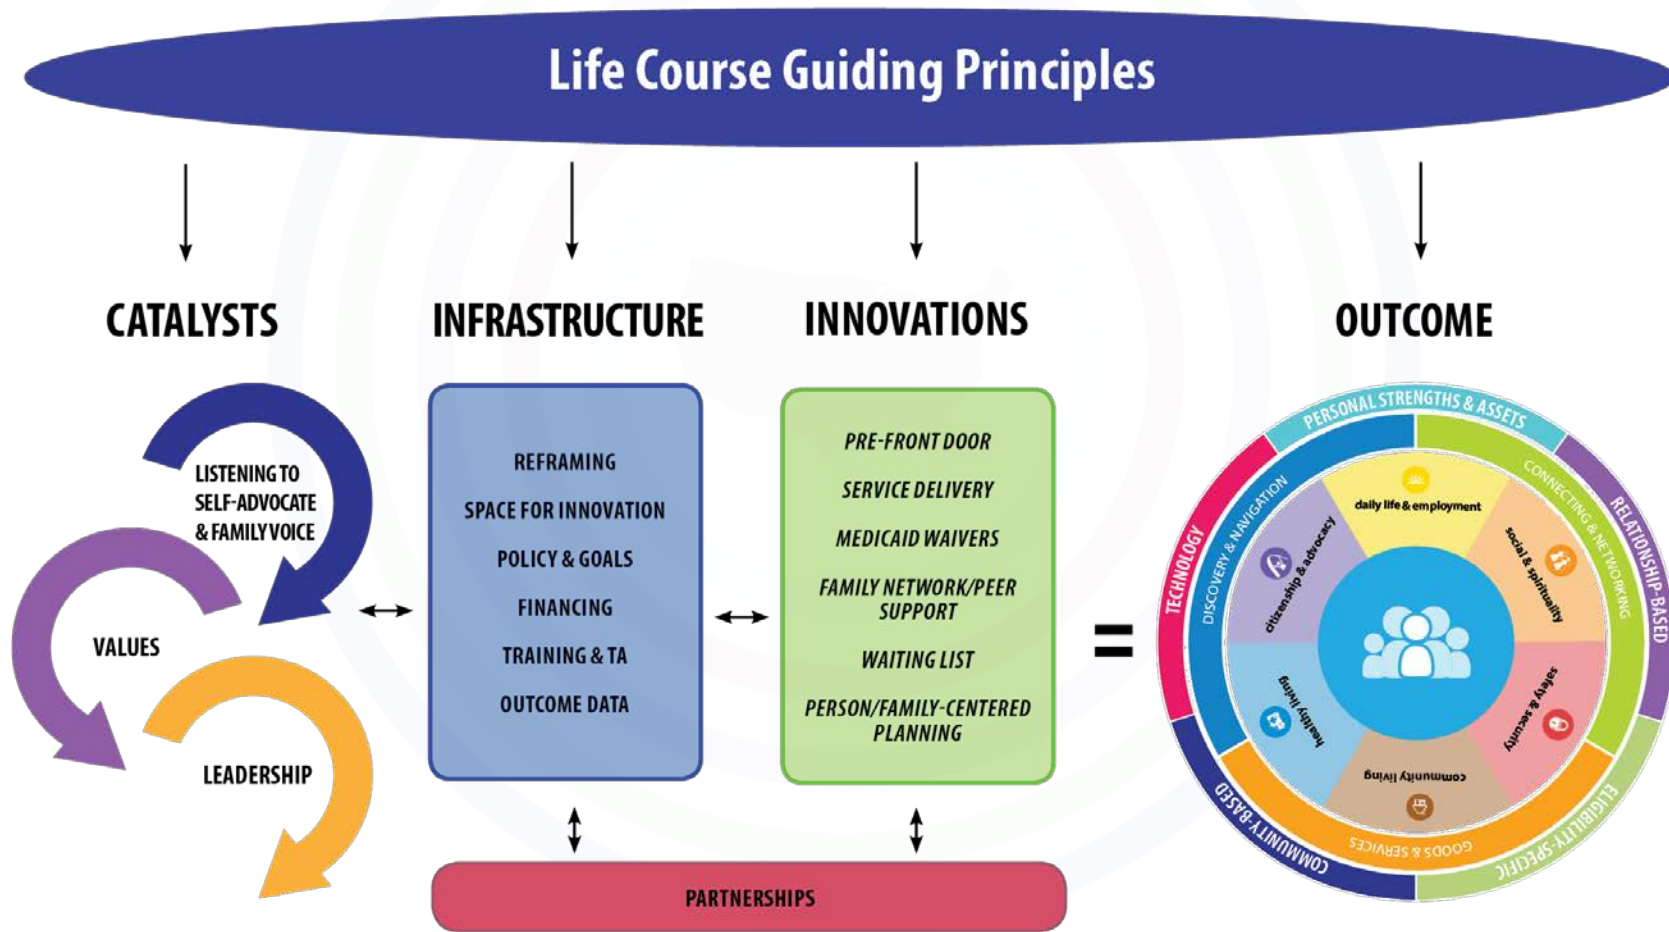 Life Course Guiding Principles
CATALYSTS
INFRASTRUCTURE
INNOVATIONS
OUTCOME
LISTENING TO
SELF-ADVOCATE
& FAMILY VOICE
VALUES
LEADERSHIP
REFRAMING
SPACE FOR INNOVATION
POLICY & GOALS
FINANCING
TRAINING & TA
OUTCOME DATA
PRE-FRONT DOOR
SERVICE DELIVERY
MEDICAID WAIVERS
FAMILY NETWORK/PEER
SUPPORT
WAITING LIST
PERSON/FAMILY-CENTERED
PLANNING
PARTNERSHIPS
=
PERSONAL STRENGTHS & ASSETS
RELATIONSHIP-BASED
ELIGIBILITY-SPECIFIC
COMMUNITY-BASED
TECHNOLOGY
DISCOVERY & NAVIGATION
CONNECTING & NETWORKING
GOODS & SERVICES
daily life & employment
social & spirituality
safety & security
community living
healthy living
citizenship & advocacy